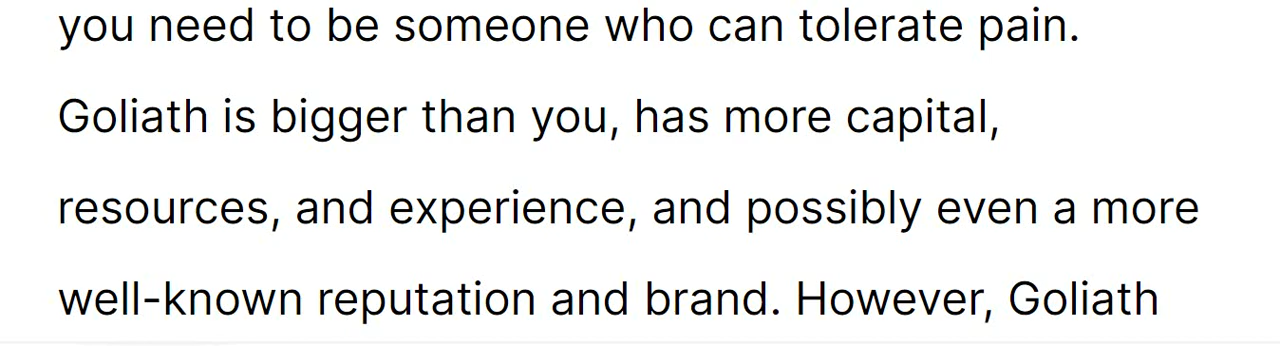 you need to be someone who can tolerate pain.
Goliath is bigger than you, has more capital,
resources, and experience, and possibly even a more
well-known reputation and brand. However, Goliath